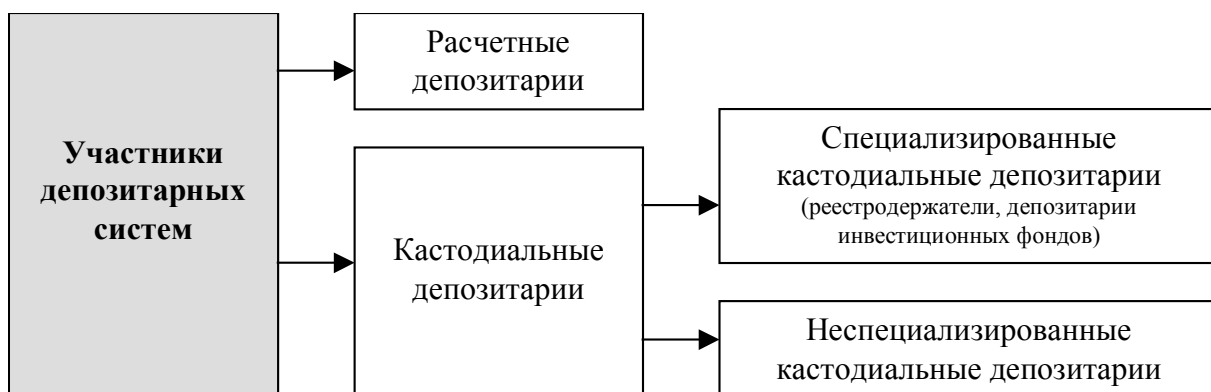 Участники
депозитарных
систем
Расчетные
депозитарии
Кастодиальные
депозитарии
Специализированные
кастодиальные депозитарии
(реестродержатели, депозитарии
инвестиционных фондов)
Неспециализированные
кастодиальные депозитарии